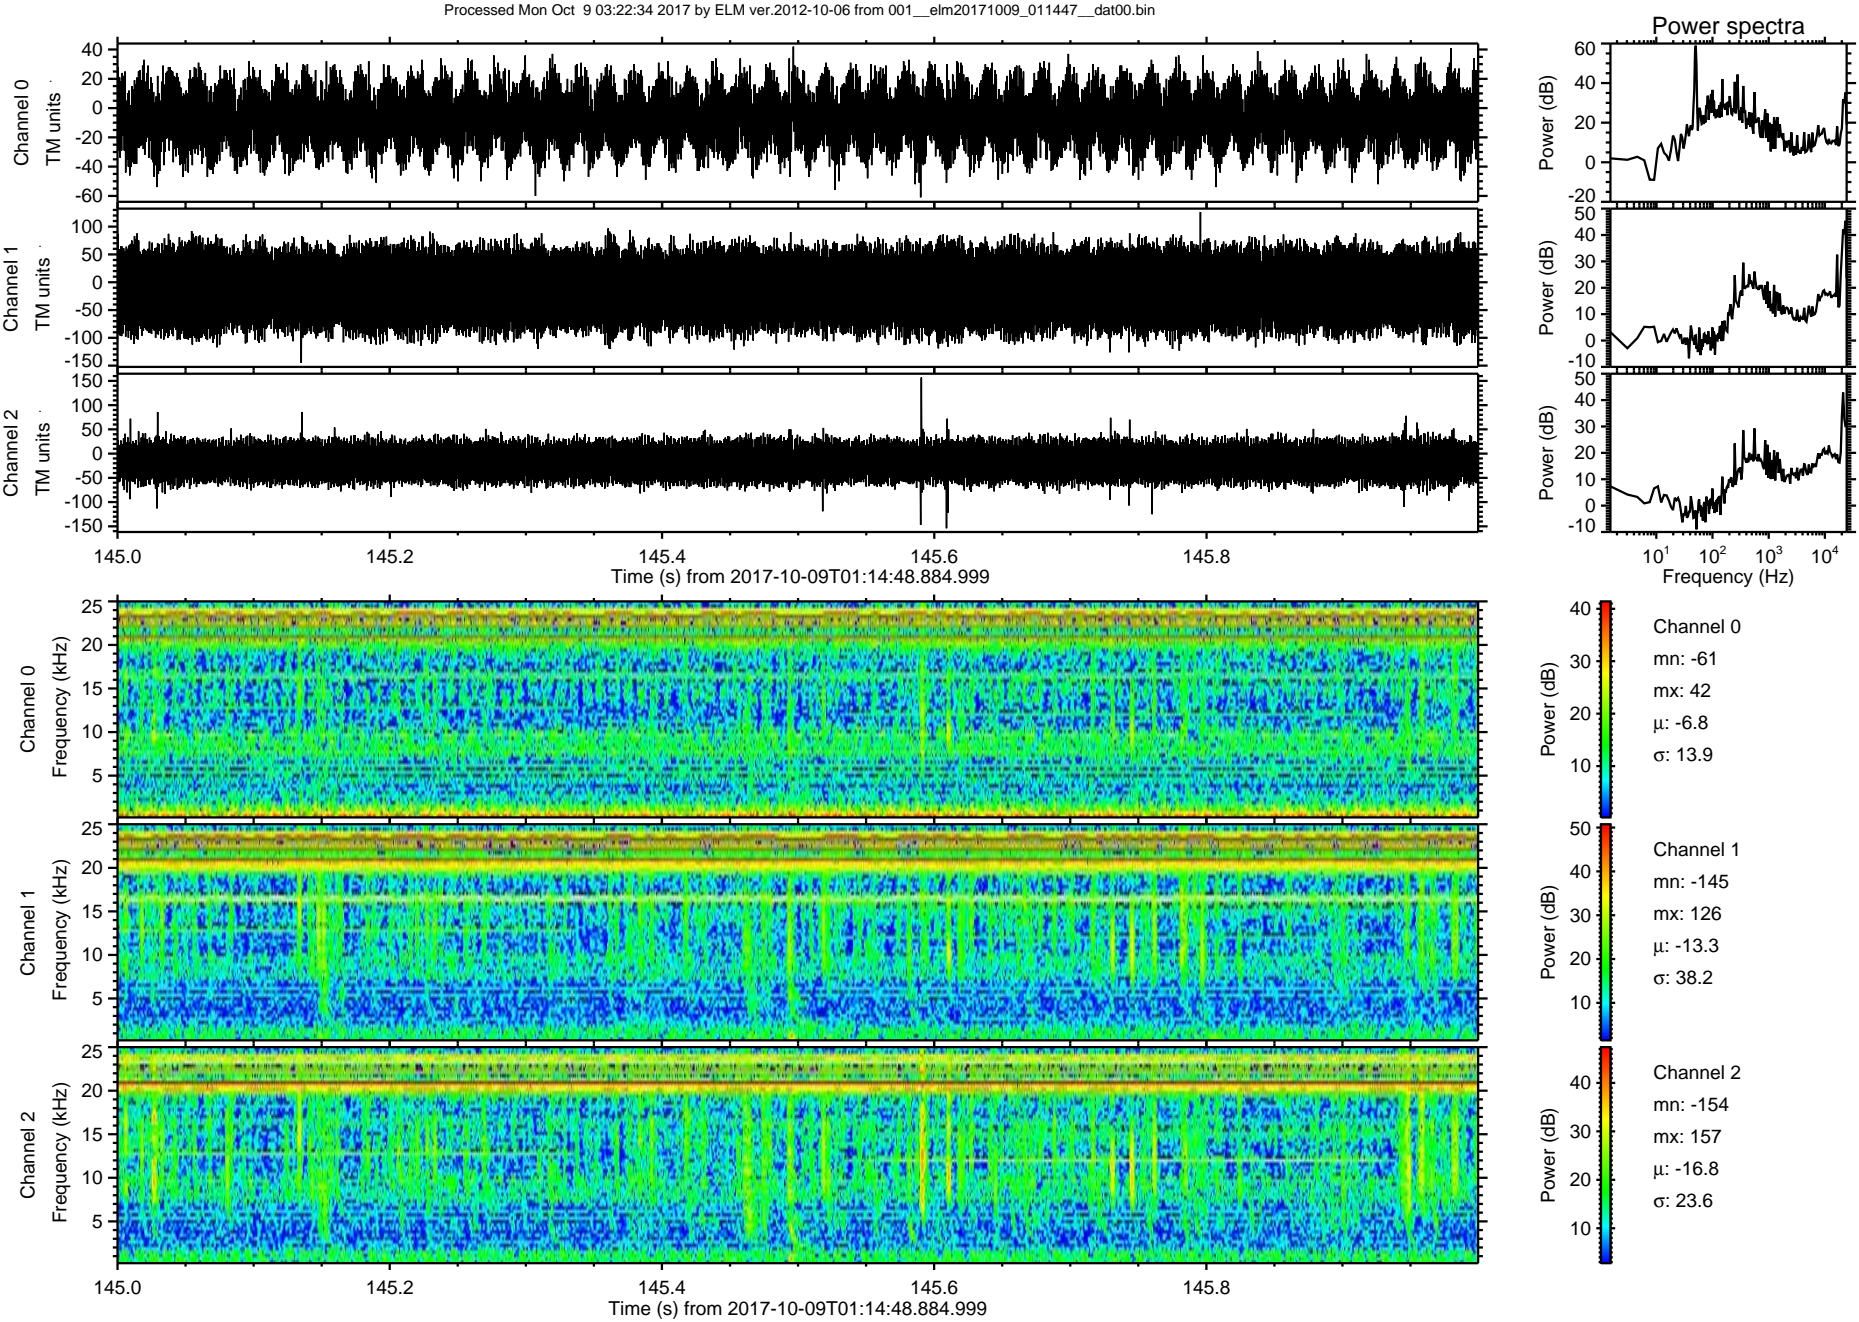 Processed Mon Oct  9 03:22:34 2017 by ELM ver.2012-10-06 from 001__elm20171009_011447__dat00.bin
Power spectra
Channel 0
TM units
40
20
0
-20
-40
-60
Power (dB)
60
40
20
0
-20
Channel 1
TM units
100
50
0
-50
-100
-150
Power (dB)
50
40
30
20
10
0
-10
Channel 2
TM units
150
100
50
0
-50
-100
-150
Power (dB)
50
40
30
20
10
0
-10
145.0 145.2 145.4 145.6 145.8
Time (s) from 2017-10-09T01:14:48.884.999
10¹ 10² 10³ 10⁴
Frequency (Hz)
Channel 0
Frequency (kHz)
25
20
15
10
5
Power (dB)
40
30
20
10
Channel 0
mn: -61
mx: 42
μ: -6.8
σ: 13.9
Channel 1
Frequency (kHz)
25
20
15
10
5
Power (dB)
50
40
30
20
10
Channel 1
mn: -145
mx: 126
μ: -13.3
σ: 38.2
Channel 2
Frequency (kHz)
25
20
15
10
5
Power (dB)
40
30
20
10
Channel 2
mn: -154
mx: 157
μ: -16.8
σ: 23.6
145.0 145.2 145.4 145.6 145.8
Time (s) from 2017-10-09T01:14:48.884.999